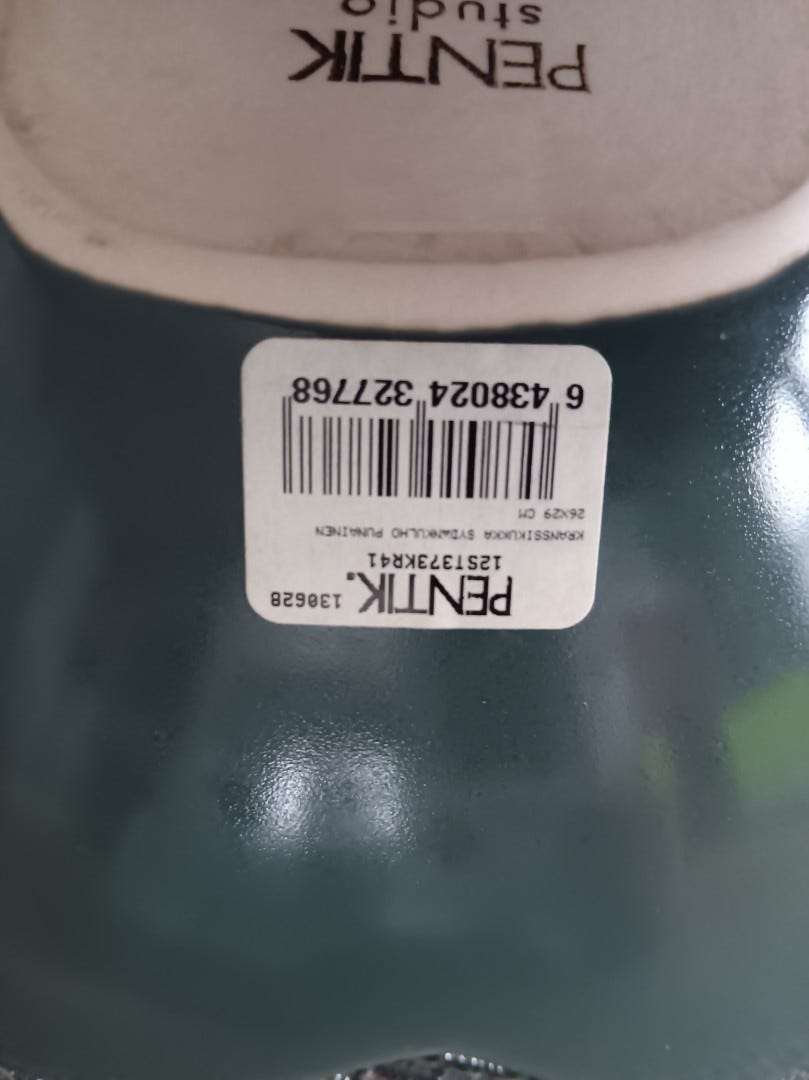 PENTIK. 130628
12ST373KR41
KRANSSIKUKKA SYDÄNKULHO PUNAINEN
26X29 CM
6 438024 327768
PENTIK
studio